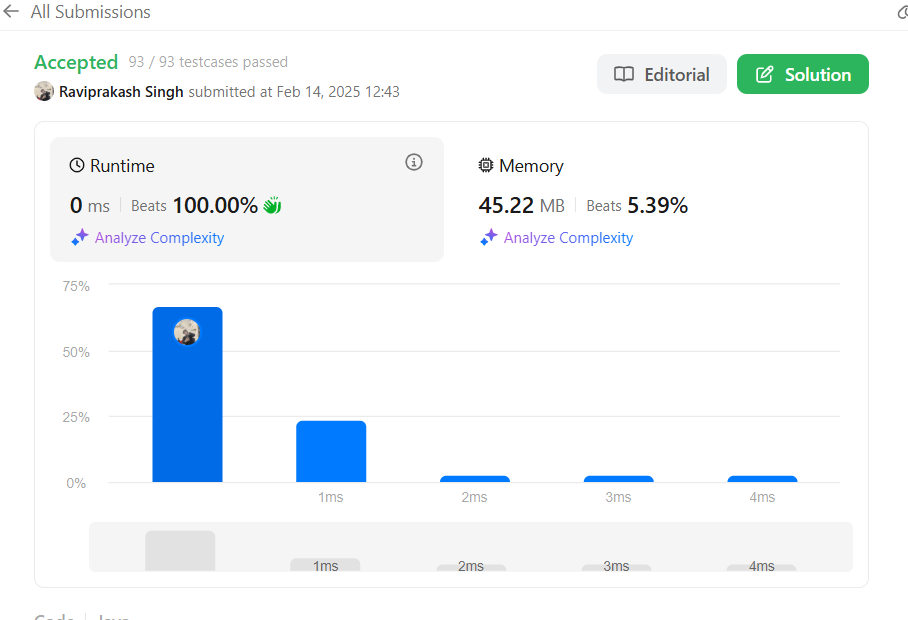 All Submissions
Accepted 93 / 93 testcases passed
Editorial
Solution
Raviprakash Singh submitted at Feb 14, 2025 12:43
Runtime
0 ms Beats 100.00%
Analyze Complexity
Memory
45.22 MB Beats 5.39%
Analyze Complexity
75%
50%
25%
0%
1ms 2ms 3ms 4ms
1ms 2ms 3ms 4ms